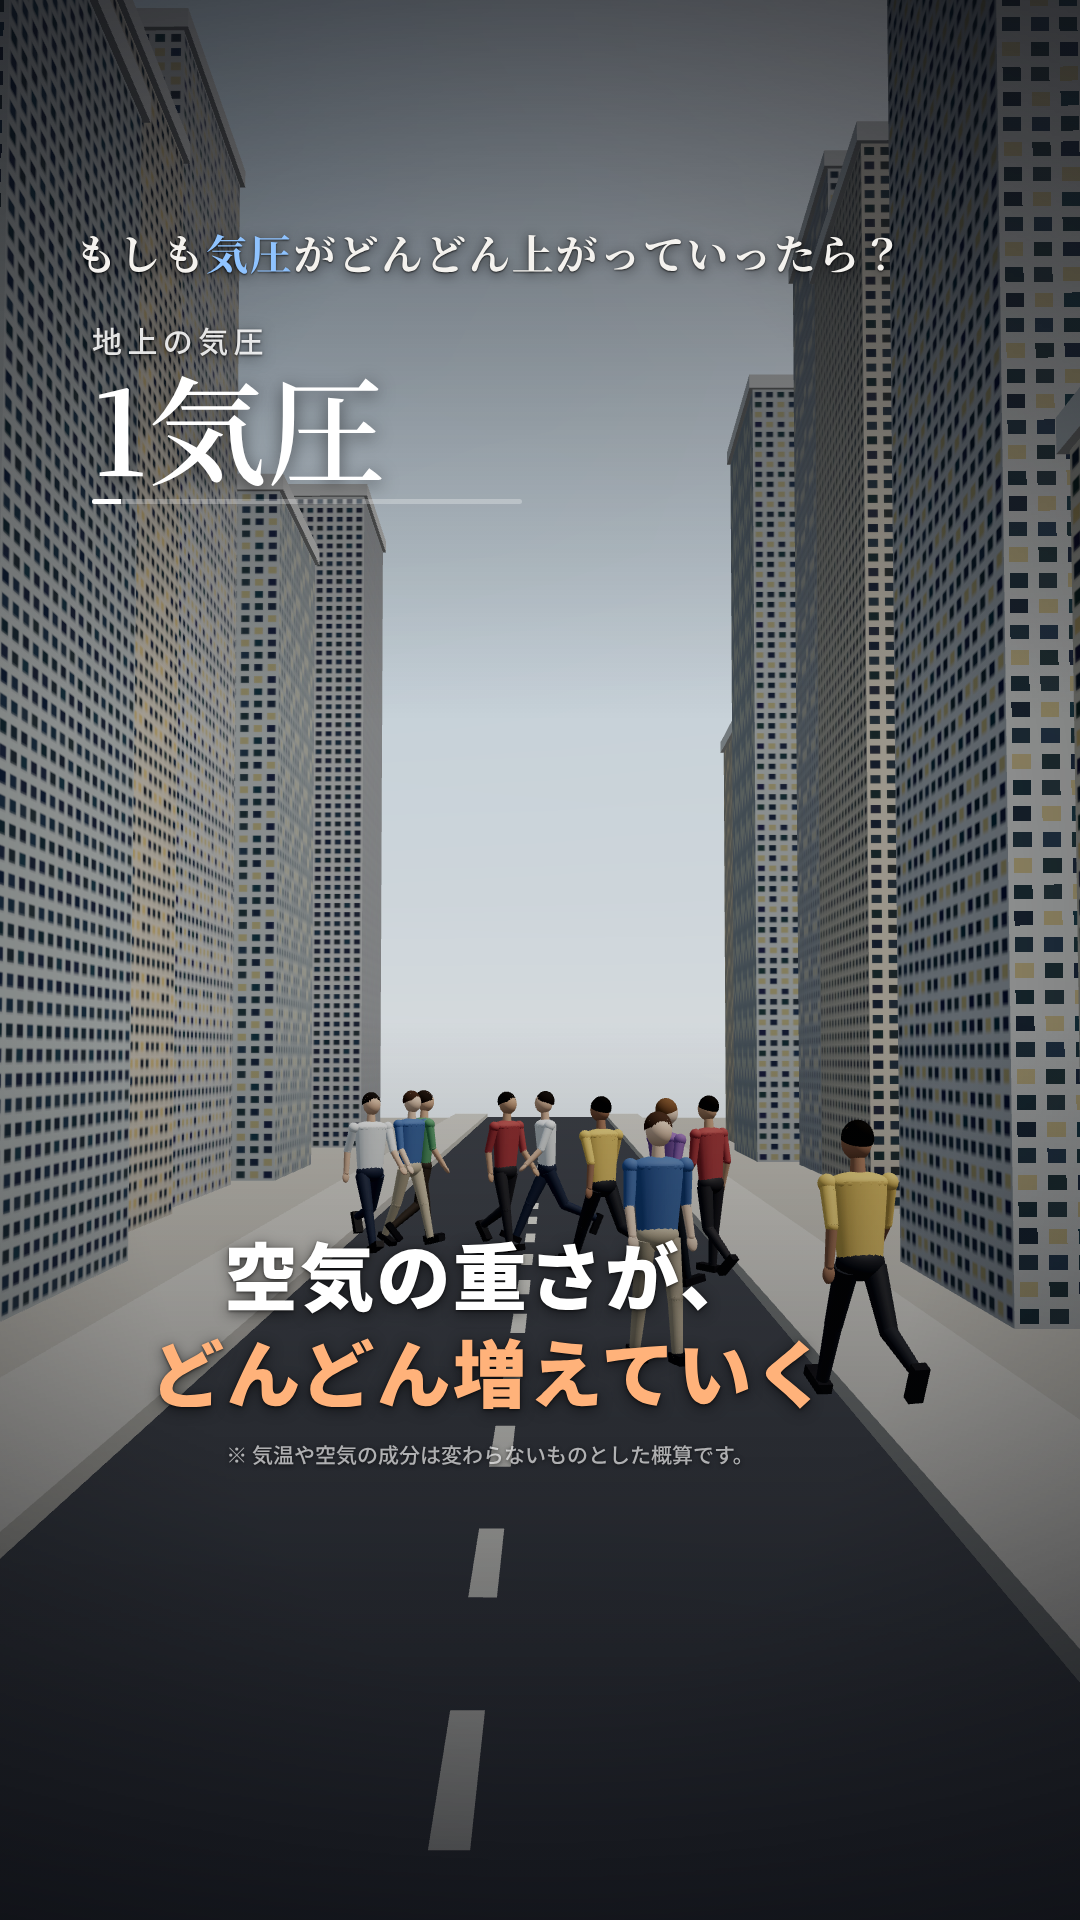 もしも気圧がどんどん上がっていったら？
地上の気圧
1気圧
空気の重さが、
どんどん増えていく
※ 気温や空気の成分は変わらないものとした概算です。